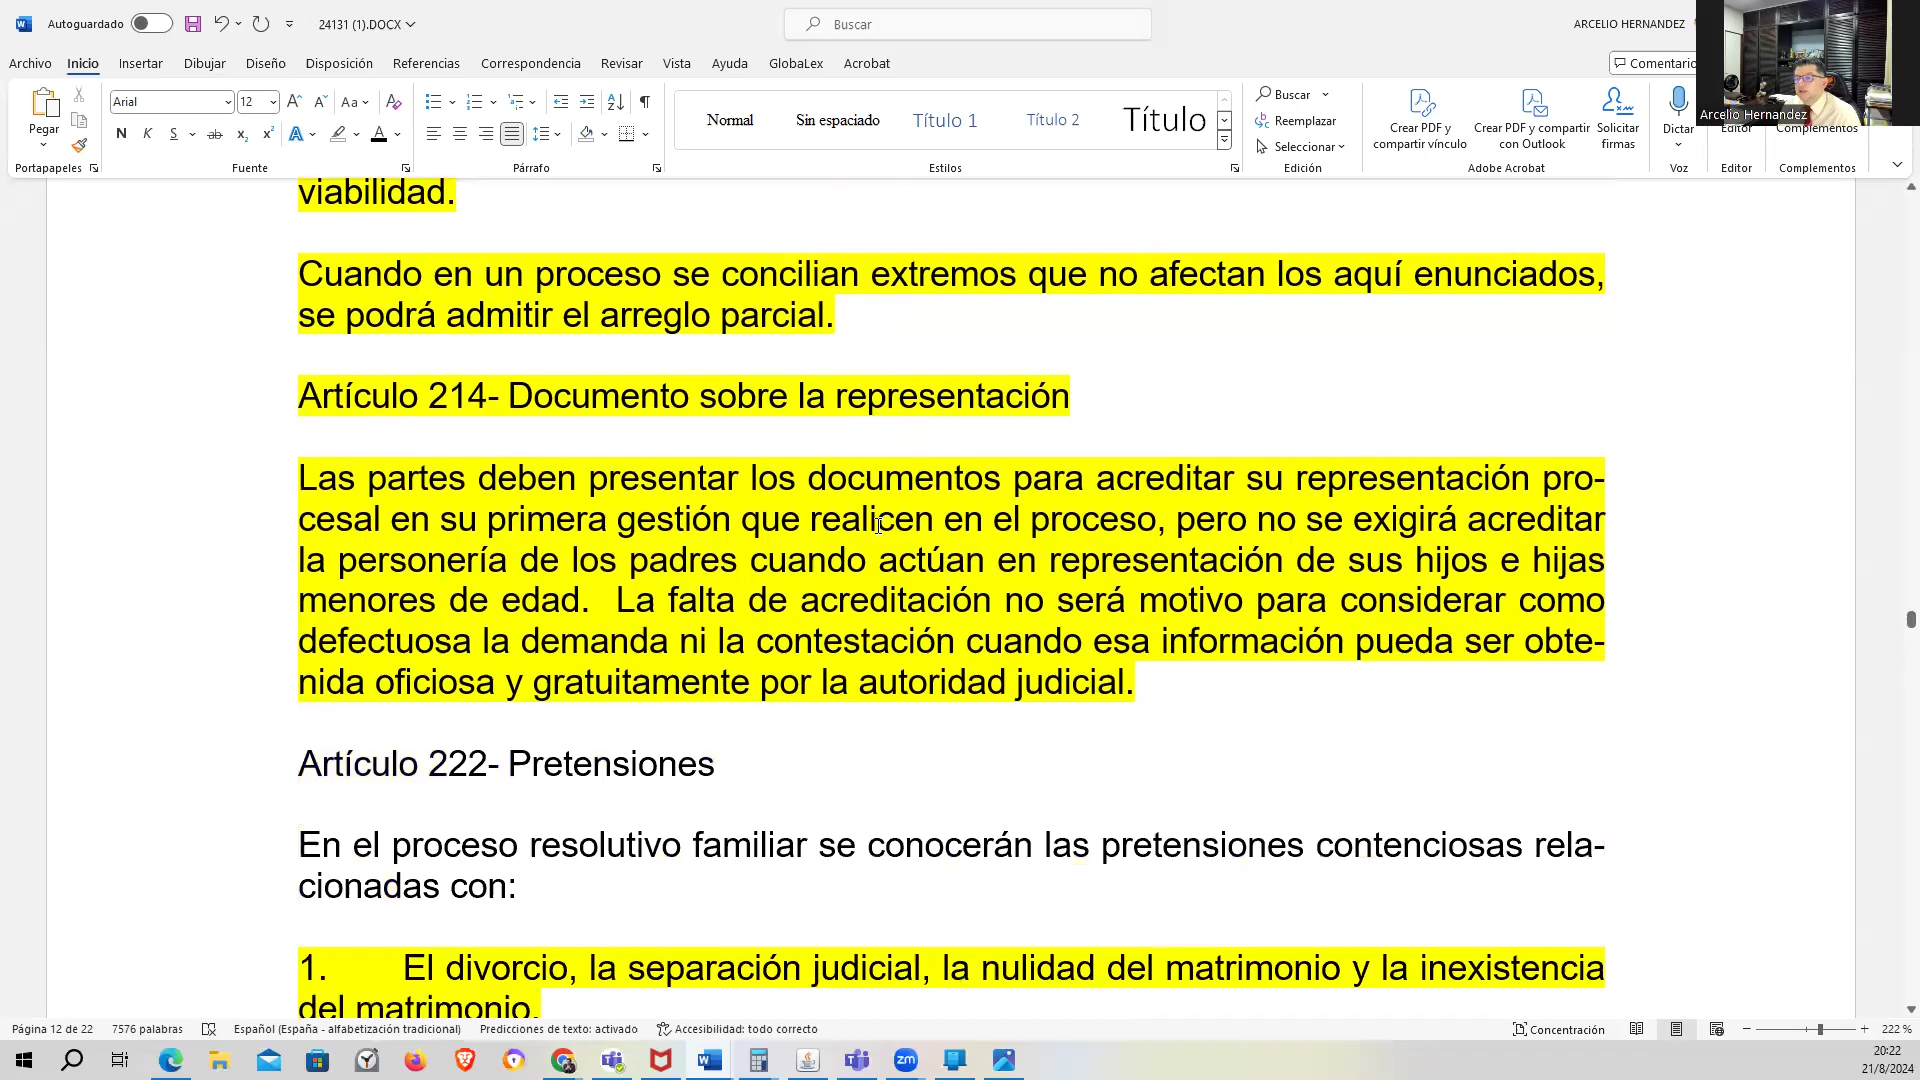 Autoguardado
24131 (1).DOCX
Buscar
ARCELIO HERNANDEZ
Archivo Inicio Insertar Dibujar Diseño Disposición Referencias Correspondencia Revisar Vista Ayuda GlobaLex Acrobat
Comentario
Pegar
Portapapeles
Arial 12
Fuente
Párrafo
Normal Sin espaciado Título 1 Título 2 Título
Estilos
Buscar
Reemplazar
Seleccionar
Edición
Crear PDF y compartir vínculo
Crear PDF y compartir con Outlook
Solicitar firmas
Adobe Acrobat
Dictar
Voz
Editor
Editor
Complementos
Complementos
Arcelio Hernandez
viabilidad.
Cuando en un proceso se concilian extremos que no afectan los aquí enunciados,
se podrá admitir el arreglo parcial.
Artículo 214- Documento sobre la representación
Las partes deben presentar los documentos para acreditar su representación pro-
cesal en su primera gestión que realicen en el proceso, pero no se exigirá acreditar
la personería de los padres cuando actúan en representación de sus hijos e hijas
menores de edad. La falta de acreditación no será motivo para considerar como
defectuosa la demanda ni la contestación cuando esa información pueda ser obte-
nida oficiosa y gratuitamente por la autoridad judicial.
Artículo 222- Pretensiones
En el proceso resolutivo familiar se conocerán las pretensiones contenciosas rela-
cionadas con:
1. El divorcio, la separación judicial, la nulidad del matrimonio y la inexistencia
del matrimonio.
Página 12 de 22 7576 palabras Español (España - alfabetización tradicional) Predicciones de texto: activado Accesibilidad: todo correcto Concentración 222 %
20:22
21/8/2024